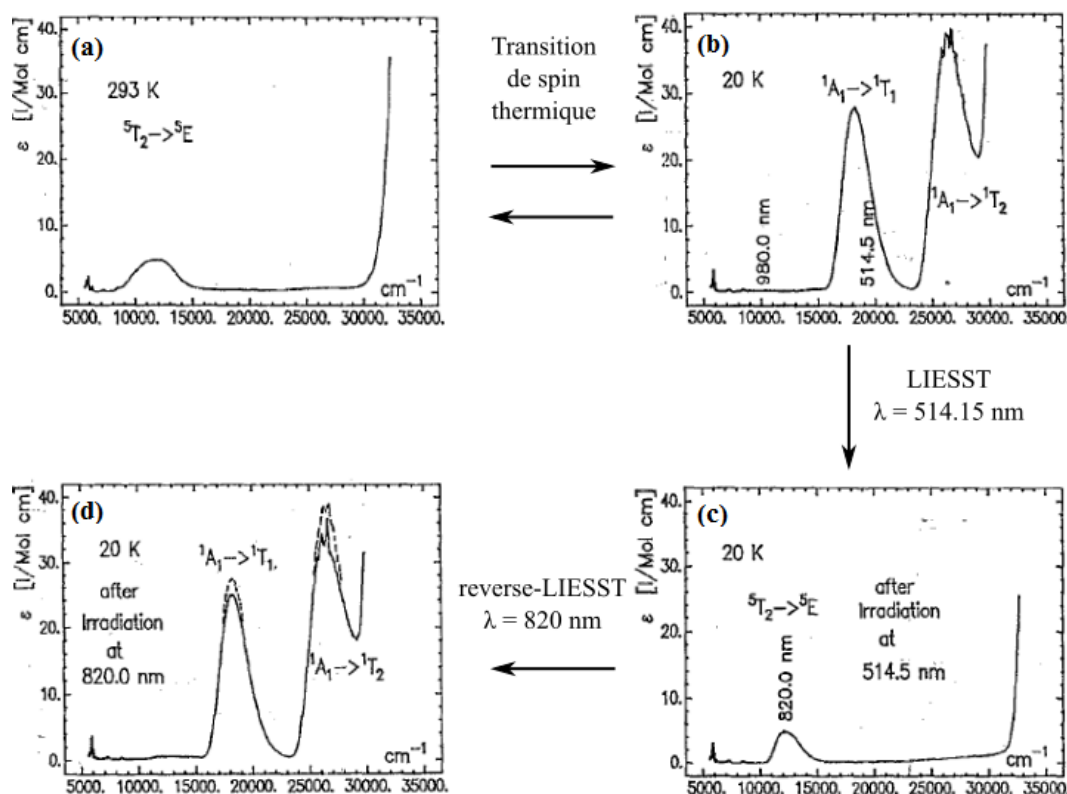 (a)
ε [l/Mol cm]
40.
30.
20.
10.
0.
293 K
⁵T₂->⁵E
cm⁻¹
5000. 10000. 15000. 20000. 25000. 30000. 35000.
Transition
de spin
thermique
(b)
ε [l/Mol cm]
40.
30.
20.
10.
0.
20 K
¹A₁->¹T₁
980.0 nm
514.5 nm
¹A₁->¹T₂
cm⁻¹
5000. 10000. 15000. 20000. 25000. 30000. 35000.
LIESST
λ = 514.15 nm
(d)
ε [l/Mol cm]
40.
30.
20.
10.
0.
20 K
after
Irradiation
at
820.0 nm
¹A₁->¹T₁.
¹A₁->¹T₂
cm⁻¹
5000. 10000. 15000. 20000. 25000. 30000. 35000.
reverse-LIESST
λ = 820 nm
(c)
ε [l/Mol cm]
40.
30.
20.
10.
0.
20 K
⁵T₂->⁵E
820.0 nm
after
Irradiation
at
514.5 nm
cm⁻¹
5000. 10000. 15000. 20000. 25000. 30000. 35000.